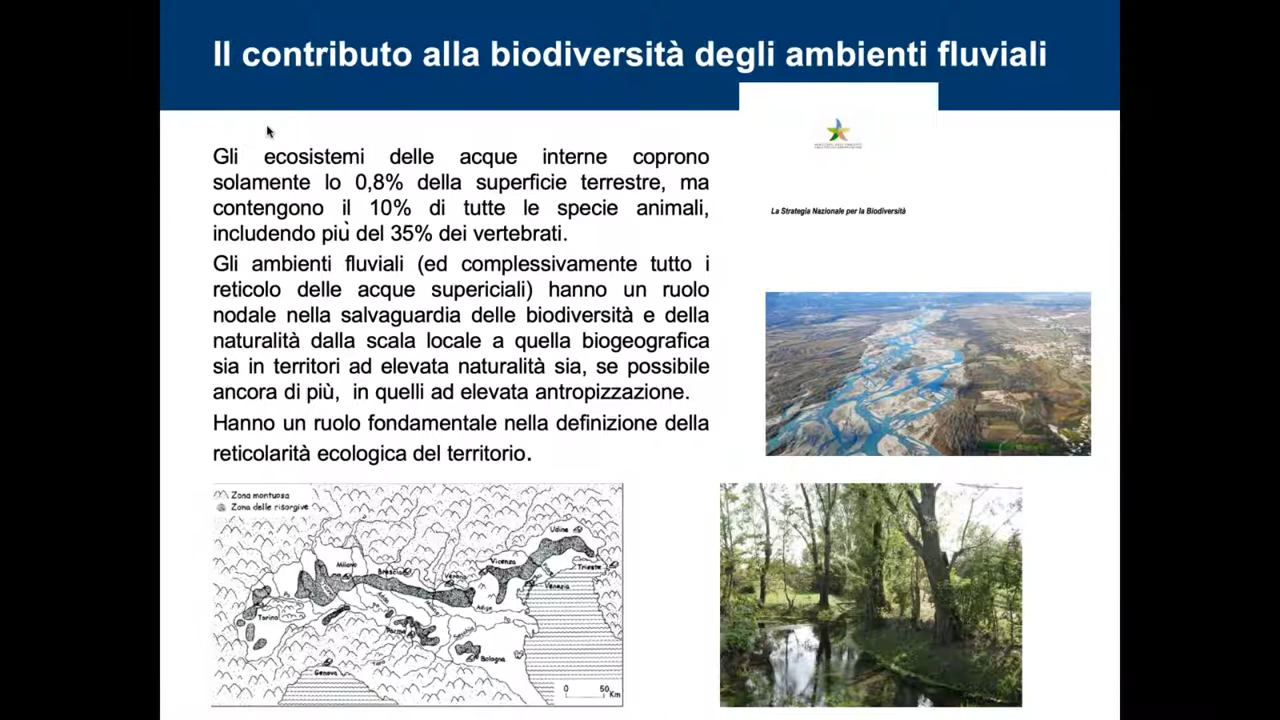 Il contributo alla biodiversità degli ambienti fluviali
Gli ecosistemi delle acque interne coprono
solamente lo 0,8% della superficie terrestre, ma
contengono il 10% di tutte le specie animali,
includendo più del 35% dei vertebrati.
Gli ambienti fluviali (ed complessivamente tutto i
reticolo delle acque supericiali) hanno un ruolo
nodale nella salvaguardia delle biodiversità e della
naturalità dalla scala locale a quella biogeografica
sia in territori ad elevata naturalità sia, se possibile
ancora di più, in quelli ad elevata antropizzazione.
Hanno un ruolo fondamentale nella definizione della
reticolarità ecologica del territorio.
La Strategia Nazionale per la Biodiversità
Zona montuosa
Zona delle risorgive
Udine
Trieste
Vicenza
Venezia
Milano
Brescia
Verona
Adige
Torino
Parma
Bologna
Genova
0 50 Km